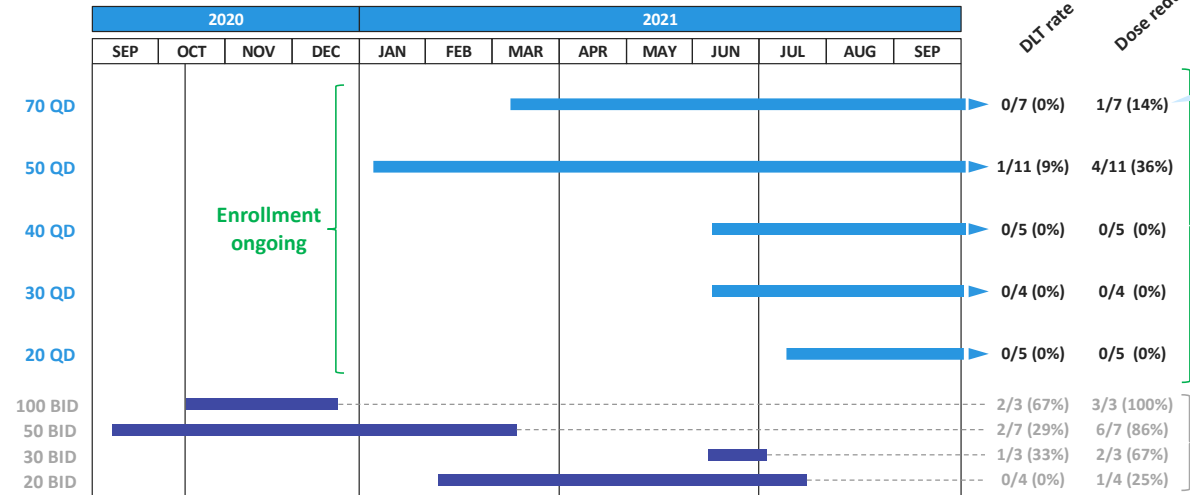 2020 2021 DLT rate Dose
SEP OCT NOV DEC JAN FEB MAR APR MAY JUN JUL AUG SEP
70 QD 0/7 (0%) 1/7 (14%)
50 QD 1/11 (9%) 4/11 (36%)
Enrollment
ongoing
40 QD 0/5 (0%) 0/5 (0%)
30 QD 0/4 (0%) 0/4 (0%)
20 QD 0/5 (0%) 0/5 (0%)
100 BID 2/3 (67%) 3/3 (100%)
50 BID 2/7 (29%) 6/7 (86%)
30 BID 1/3 (33%) 2/3 (67%)
20 BID 0/4 (0%) 1/4 (25%)